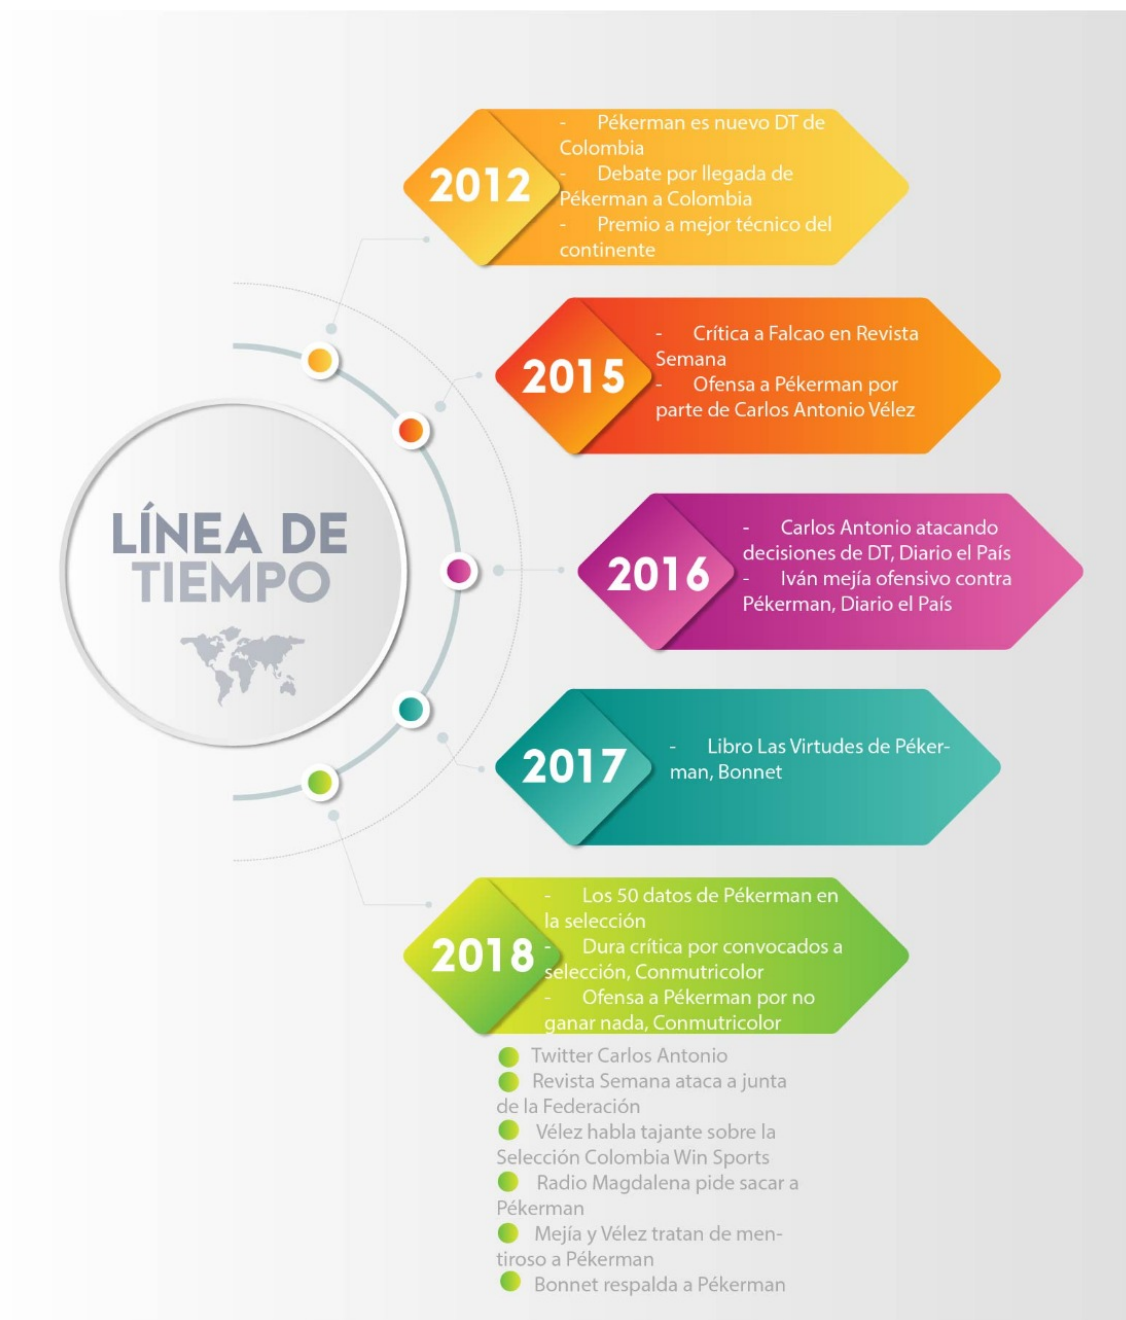 LÍNEA DE
TIEMPO
2012
- Pékerman es nuevo DT de
Colombia
- Debate por llegada de
Pékerman a Colombia
- Premio a mejor técnico del
continente
2015
- Crítica a Falcao en Revista
Semana
- Ofensa a Pékerman por
parte de Carlos Antonio Vélez
2016
- Carlos Antonio atacando
decisiones de DT, Diario el País
- Iván mejía ofensivo contra
Pékerman, Diario el País
2017
- Libro Las Virtudes de Péker-
man, Bonnet
2018
- Los 50 datos de Pékerman en
la selección
- Dura crítica por convocados a
selección, Conmutricolor
- Ofensa a Pékerman por no
ganar nada, Conmutricolor
Twitter Carlos Antonio
Revista Semana ataca a junta
de la Federación
Vélez habla tajante sobre la
Selección Colombia Win Sports
Radio Magdalena pide sacar a
Pékerman
Mejía y Vélez tratan de men-
tiroso a Pékerman
Bonnet respalda a Pékerman